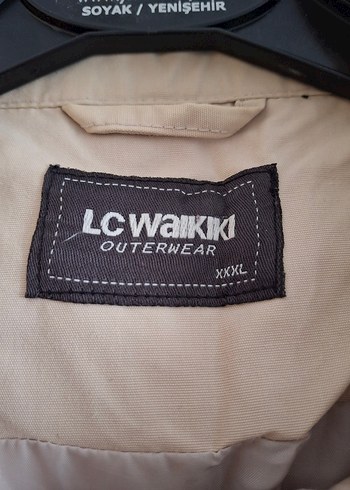 SOYAK / YENİŞEHİR
LC WAIKIKI
OUTERWEAR
XXXL